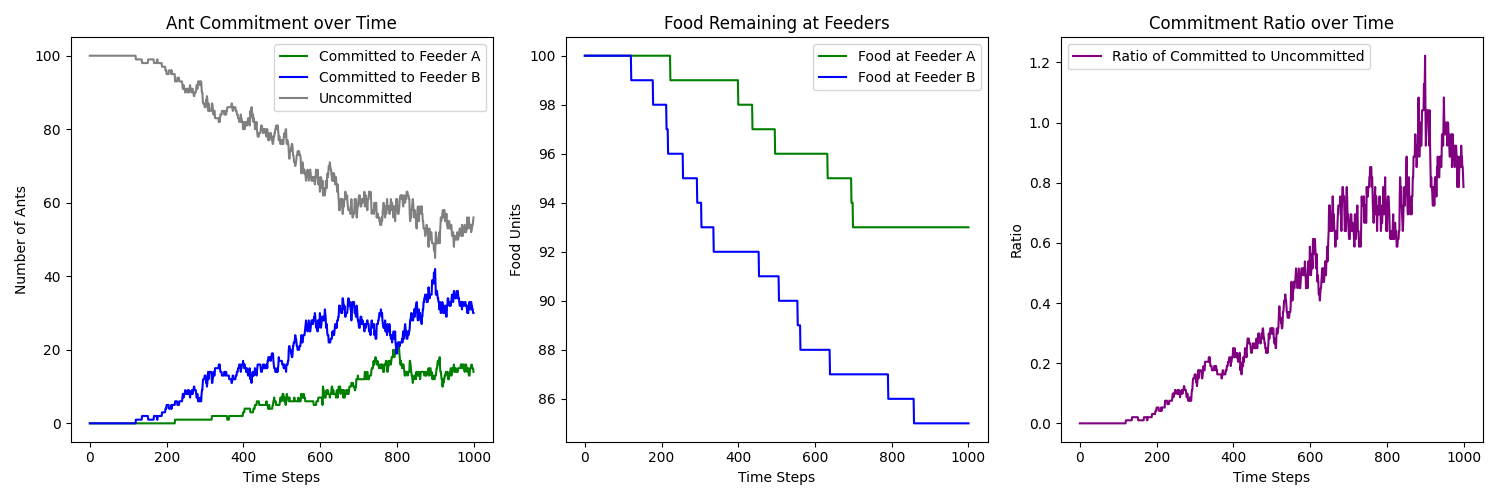 Ant Commitment over Time
Number of Ants
100
80
60
40
20
0
Committed to Feeder A
Committed to Feeder B
Uncommitted
0 200 400 600 800 1000
Time Steps
Food Remaining at Feeders
Food Units
100
98
96
94
92
90
88
86
Food at Feeder A
Food at Feeder B
0 200 400 600 800 1000
Time Steps
Commitment Ratio over Time
Ratio
1.2
1.0
0.8
0.6
0.4
0.2
0.0
Ratio of Committed to Uncommitted
0 200 400 600 800 1000
Time Steps